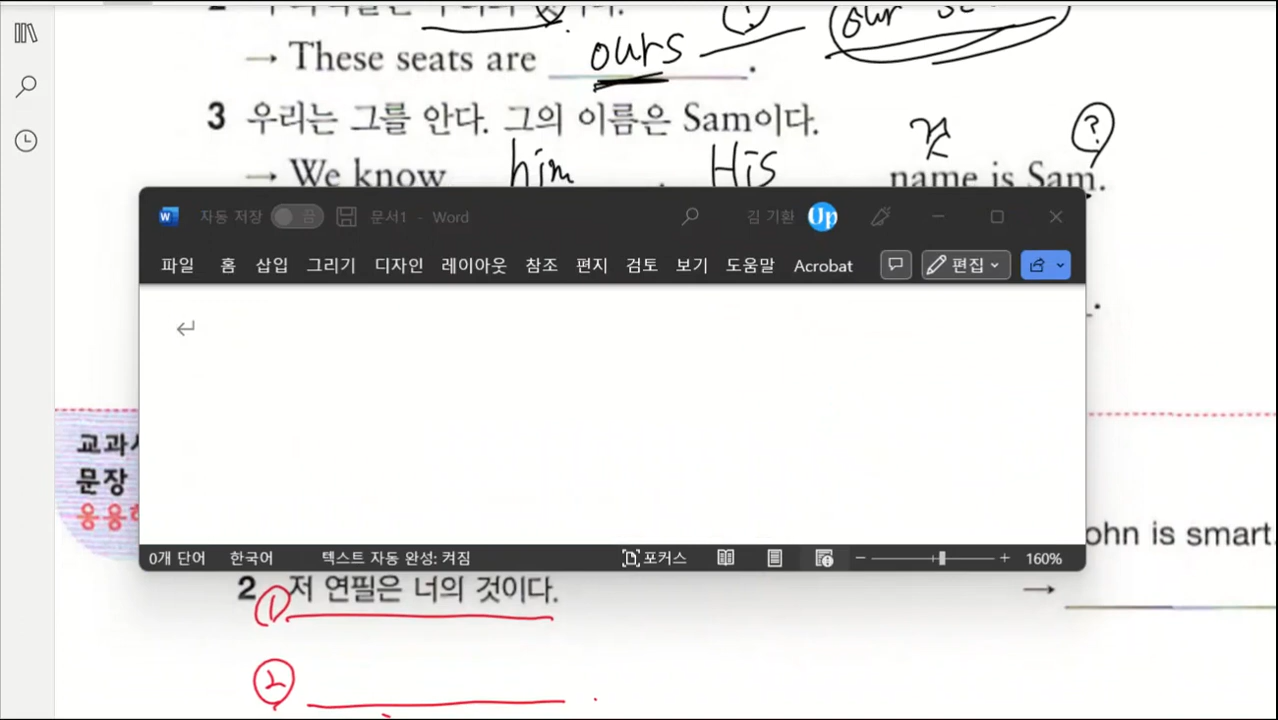 → These seats are ours.
3 우리는 그를 안다. 그의 이름은 Sam이다.
것 ?
→ We know him. His name is Sam.
자동 저장 끔 문서1 - Word 김 기환 Up
파일 홈 삽입 그리기 디자인 레이아웃 참조 편지 검토 보기 도움말 Acrobat 편집
교과서
문장
응용하
ohn is smart.
0개 단어 한국어 텍스트 자동 완성: 켜짐 포커스 160%
2 ① 저 연필은 너의 것이다. →
②